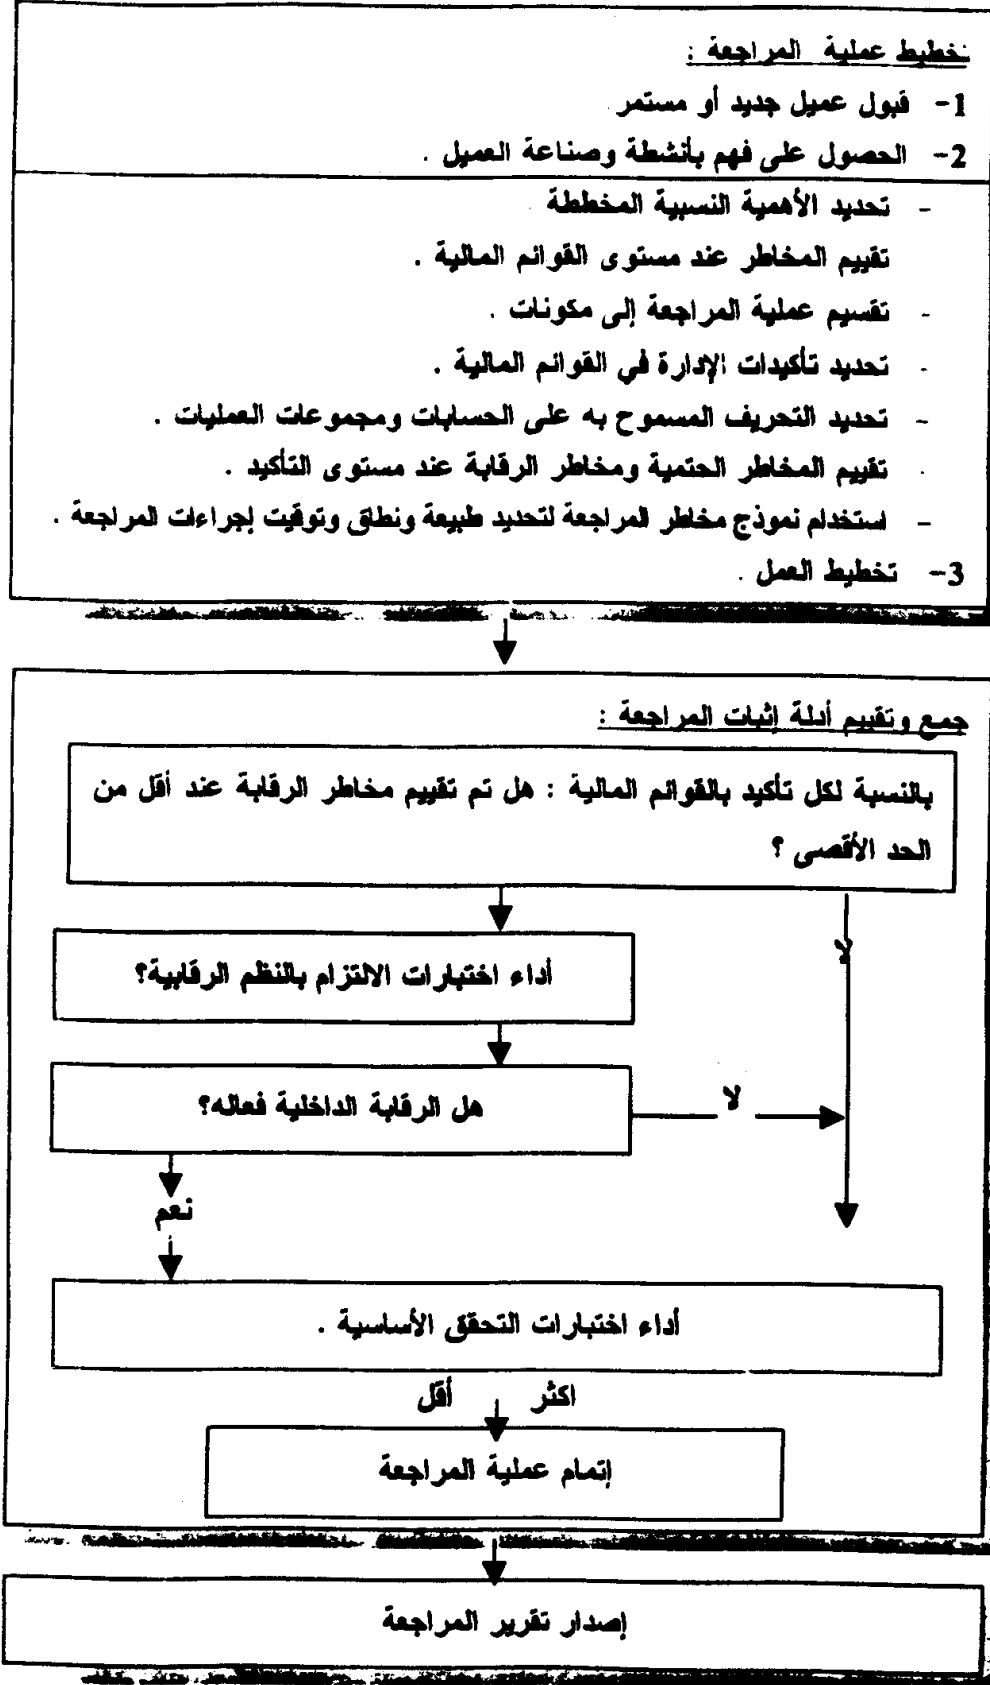 تخطيط عملية المراجعة :
1- قبول عميل جديد أو مستمر
2- الحصول على فهم بأنشطة وصناعة العميل .
- تحديد الأهمية النسبية المخططة
تقييم المخاطر عند مستوى القوائم المالية .
- تقسيم عملية المراجعة إلى مكونات .
- تحديد تأكيدات الإدارة في القوائم المالية .
- تحديد التحريف المسموح به على الحسابات ومجموعات العمليات .
- تقييم المخاطر الحتمية ومخاطر الرقابة عند مستوى التأكيد .
- استخدام نموذج مخاطر المراجعة لتحديد طبيعة ونطاق وتوقيت إجراءات المراجعة .
3- تخطيط العمل .
جمع وتقييم أدلة إثبات المراجعة :
بالنسبة لكل تأكيد بالقوائم المالية : هل تم تقييم مخاطر الرقابة عند أقل من
الحد الأقصى ؟
لا
أداء اختبارات الالتزام بالنظم الرقابية؟
هل الرقابة الداخلية فعاله؟
لا
نعم
أداء اختبارات التحقق الأساسية .
اكثر أقل
إتمام عملية المراجعة
إصدار تقرير المراجعة